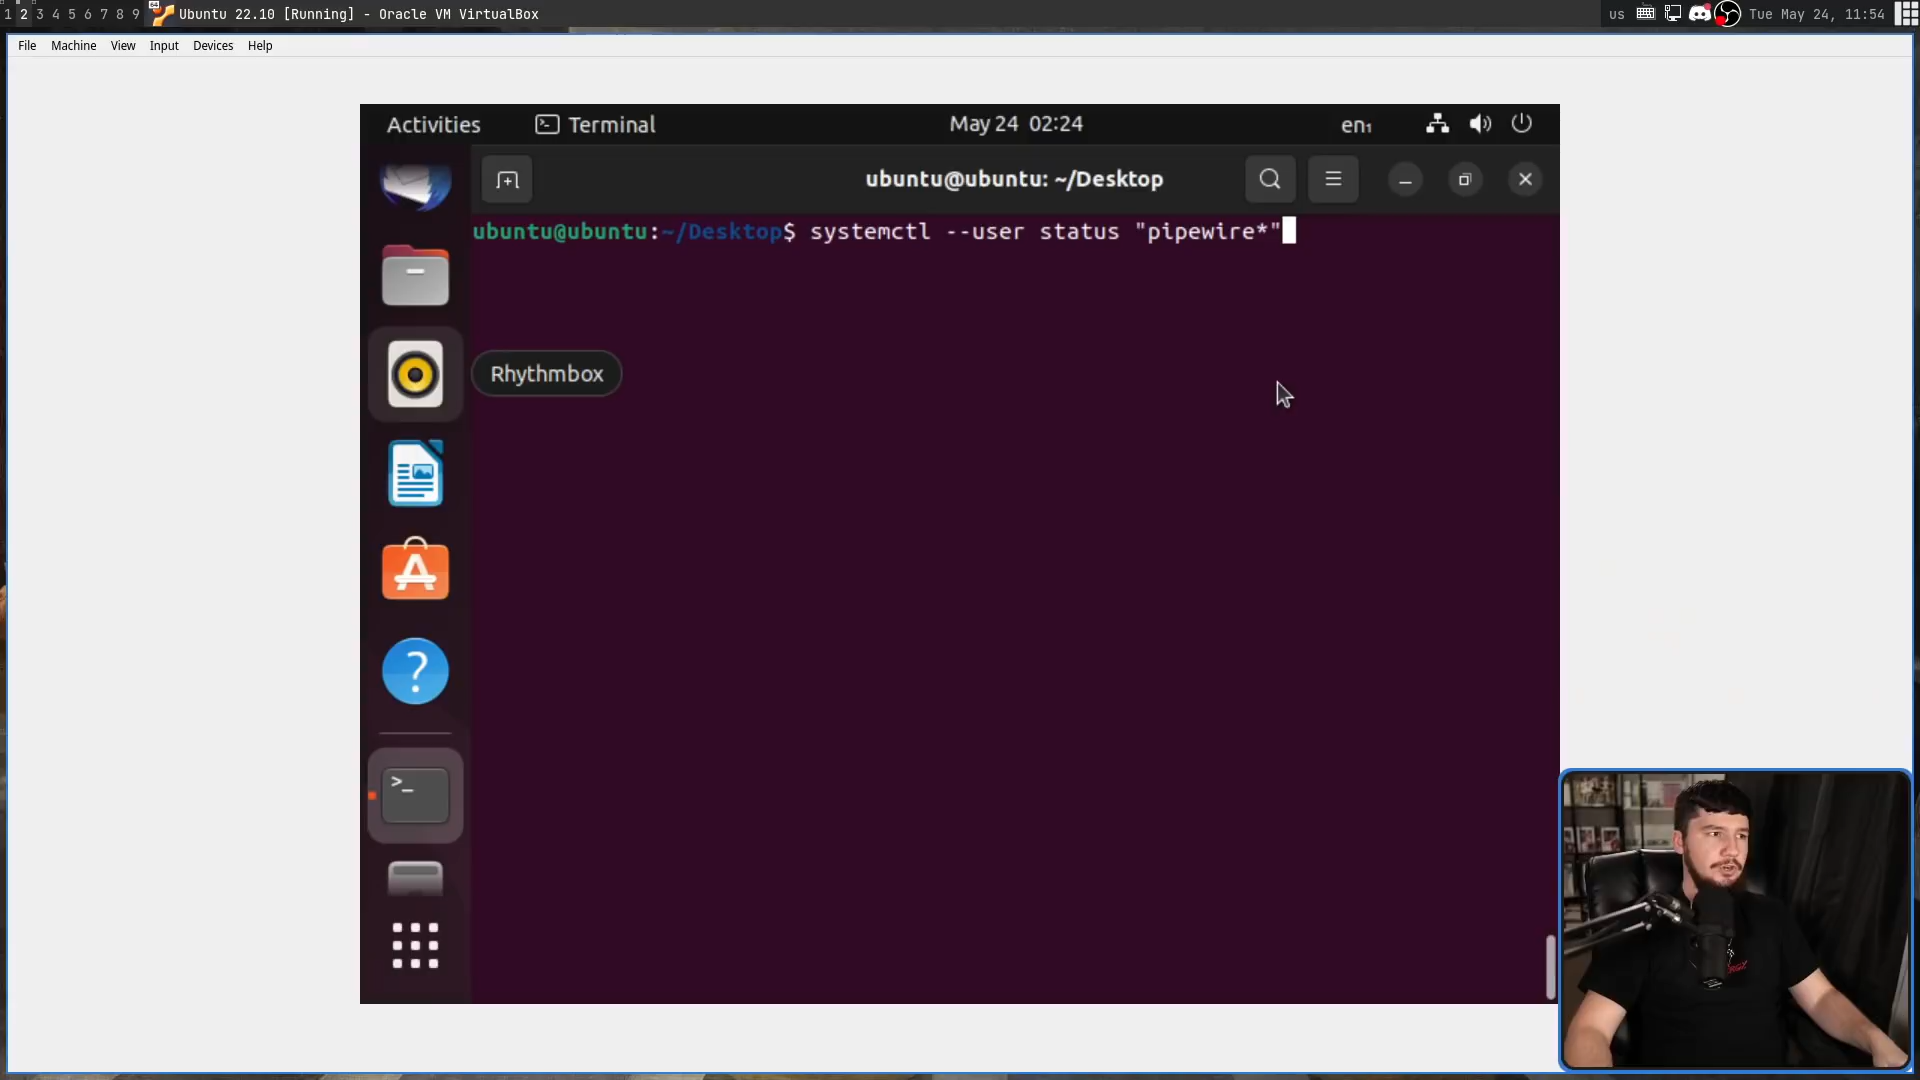 1 2 3 4 5 6 7 8 9 Ubuntu 22.10 [Running] - Oracle VM VirtualBox us Tue May 24, 11:54
File Machine View Input Devices Help
Activities Terminal May 24 02:24 en₁
ubuntu@ubuntu: ~/Desktop
ubuntu@ubuntu:~/Desktop$ systemctl --user status "pipewire*"
Rhythmbox